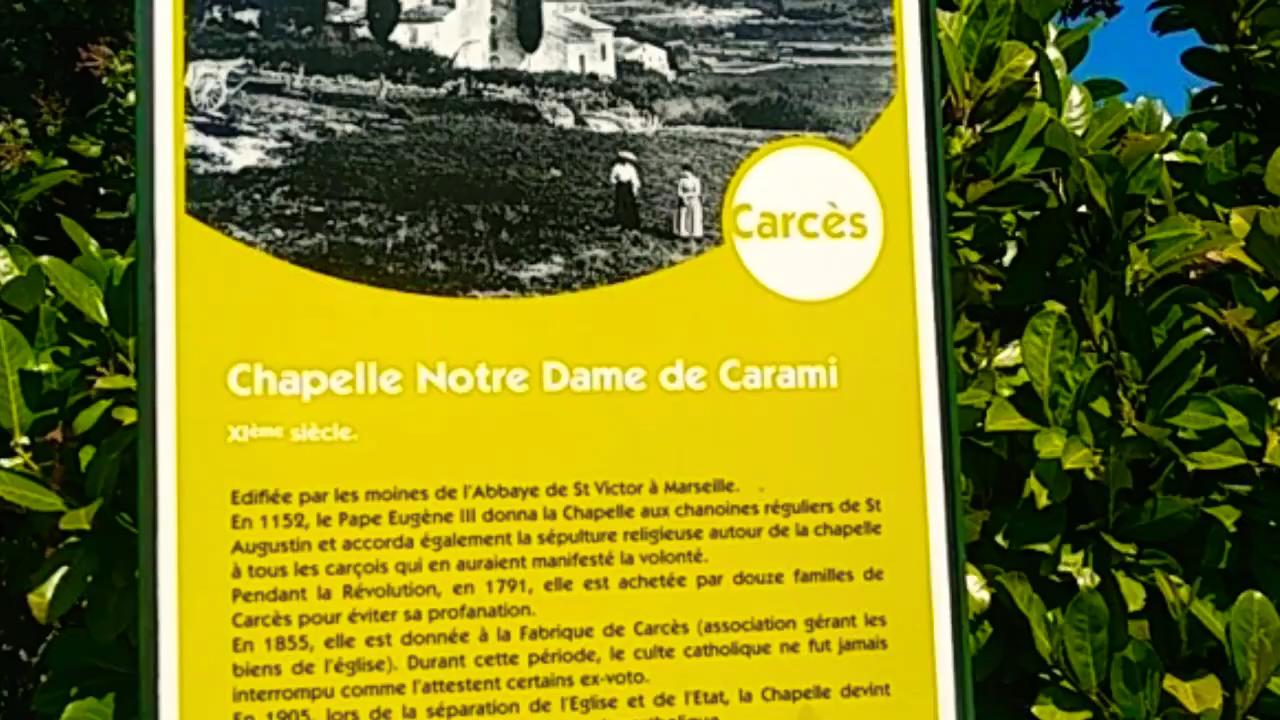 Carcès
Chapelle Notre Dame de Carami
XIème siècle.
Edifiée par les moines de l'Abbaye de St Victor à Marseille.
En 1152, le Pape Eugène III donna la Chapelle aux chanoines réguliers de St
Augustin et accorda également la sépulture religieuse autour de la chapelle
à tous les carçois qui en auraient manifesté la volonté.
Pendant la Révolution, en 1791, elle est achetée par douze familles de
Carcès pour éviter sa profanation.
En 1855, elle est donnée à la Fabrique de Carcès (association gérant les
biens de l'église). Durant cette période, le culte catholique ne fut jamais
interrompu comme l'attestent certains ex-voto.
En 1905, lors de la séparation de l'Eglise et de l'Etat, la Chapelle devint